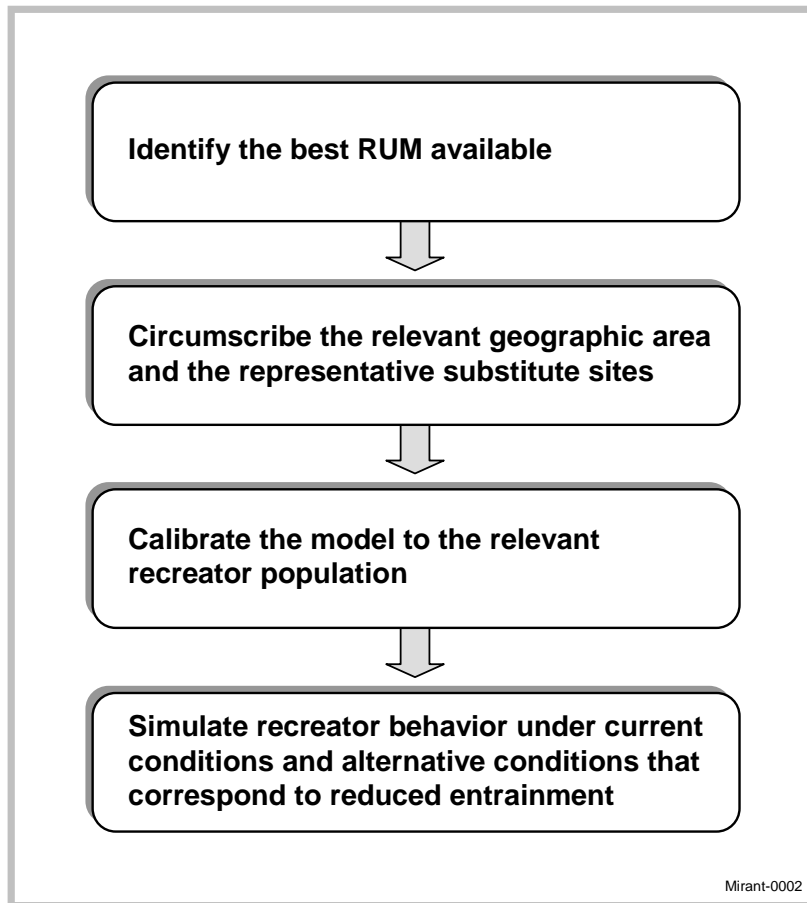 Identify the best RUM available
Circumscribe the relevant geographic area
and the representative substitute sites
Calibrate the model to the relevant
recreator population
Simulate recreator behavior under current
conditions and alternative conditions that
correspond to reduced entrainment
Mirant-0002